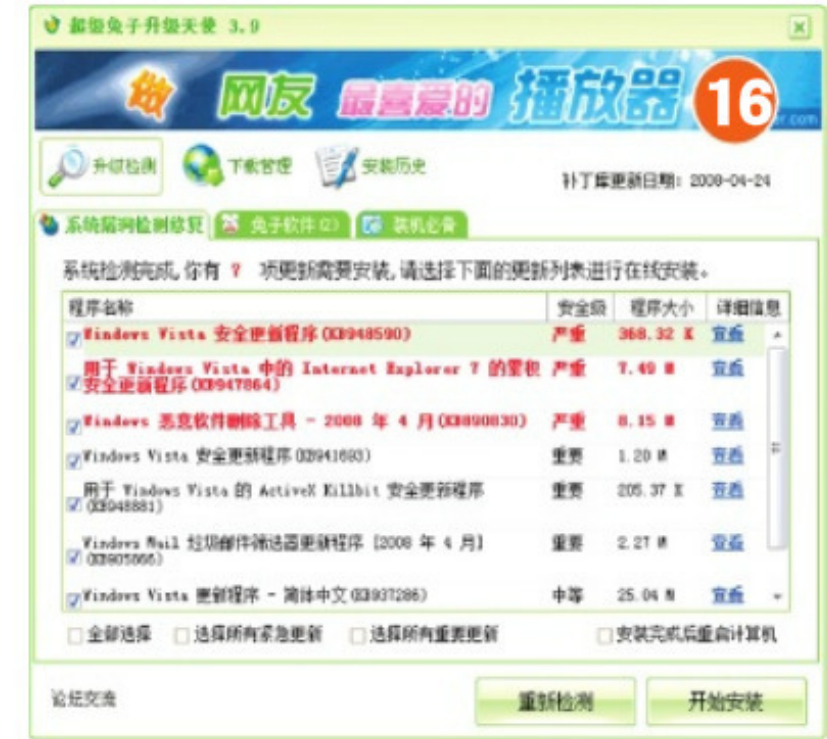 超级兔子升级天使 3.9
做 网友 最喜爱的 播放器
16
升级检测 下载管理 安装历史
补丁库更新日期: 2008-04-24
系统漏洞检测修复 兔子软件(2) 装机必备
系统检测完成,你有 7 项更新需要安装,请选择下面的更新列表进行在线安装。
程序名称 安全级 程序大小 详细信息
Windows Vista 安全更新程序(KB948590) 严重 368.32 K 查看
用于 Windows Vista 中的 Internet Explorer 7 的累积 严重 7.49 M 查看
安全更新程序(KB947864)
Windows 恶意软件删除工具 - 2008 年 4 月(KB890830) 严重 8.15 M 查看
Windows Vista 安全更新程序(KB941693) 重要 1.20 M 查看
用于 Windows Vista 的 ActiveX Killbit 安全更新程序 重要 205.37 K 查看
(KB948881)
Windows Mail 垃圾邮件筛选器更新程序 [2008 年 4 月] 重要 2.27 M 查看
(KB905866)
Windows Vista 更新程序 - 简体中文(KB937286) 中等 25.04 M 查看
全部选择 选择所有紧急更新 选择所有重要更新 安装完成后重启计算机
论坛交流 重新检测 开始安装